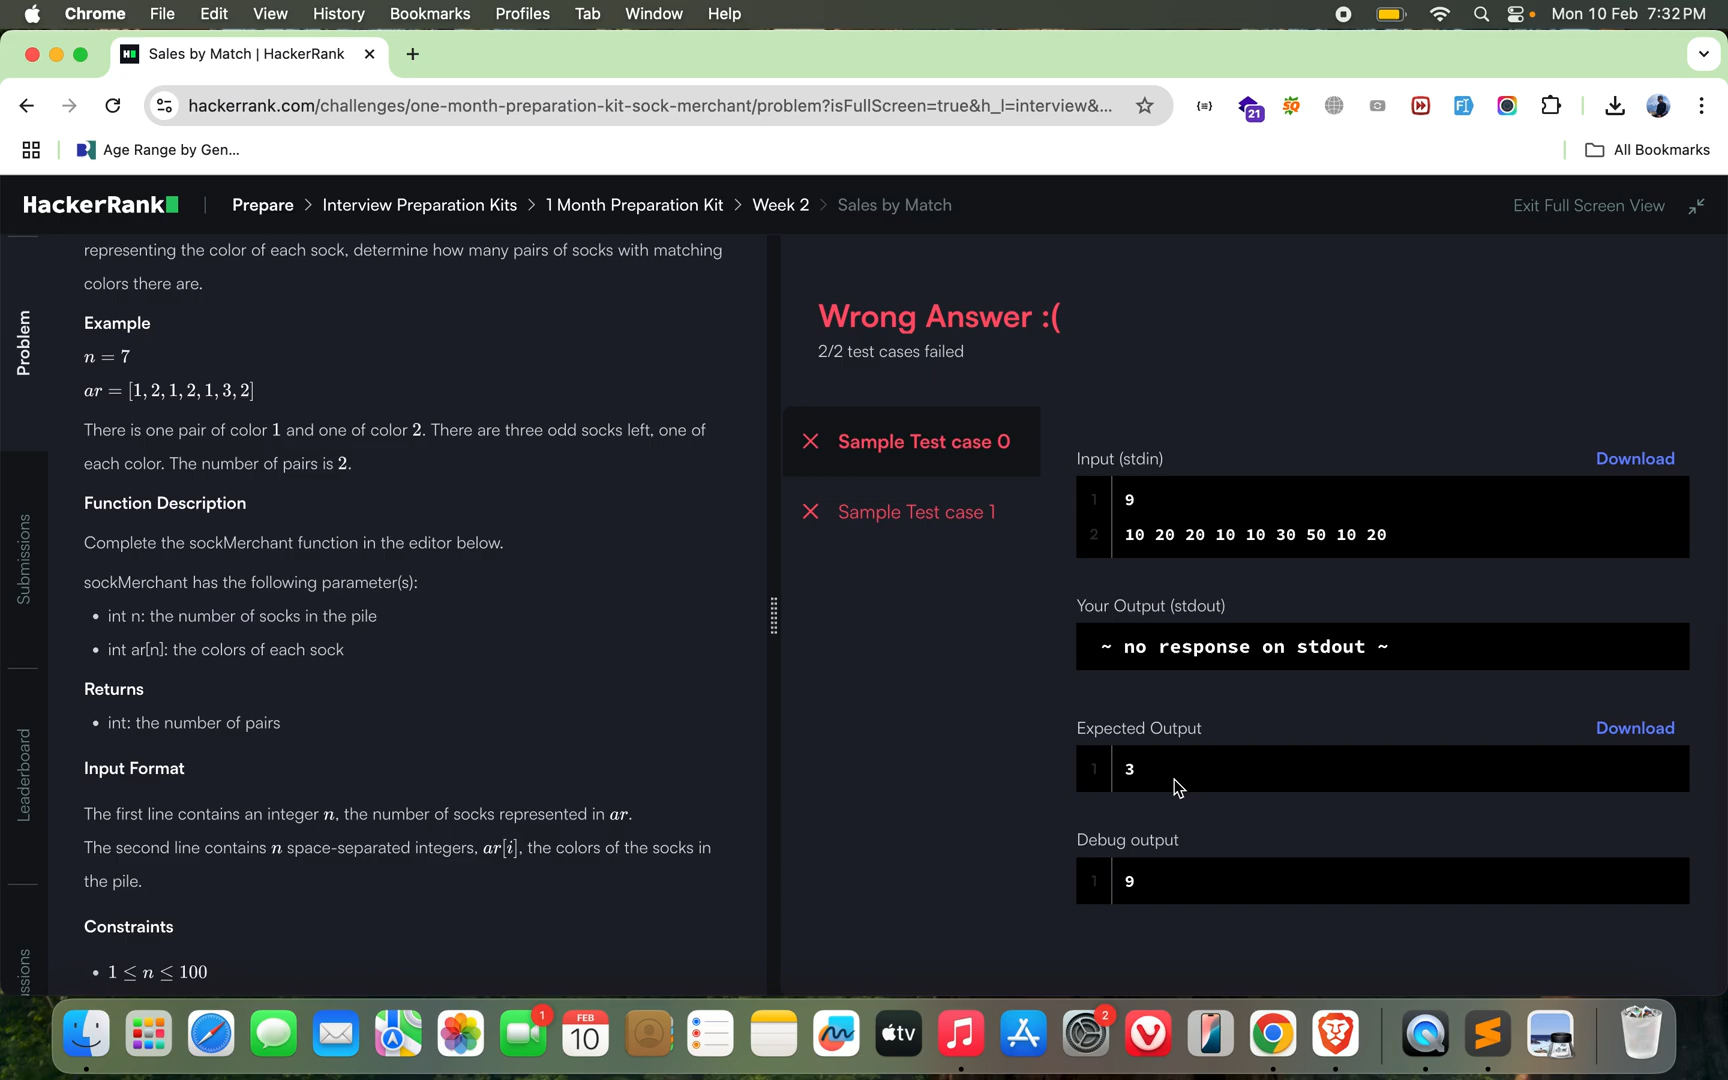 Chrome File Edit View History Bookmarks Profiles Tab Window Help Mon 10 Feb 7:32 PM
Sales by Match | HackerRank
hackerrank.com/challenges/one-month-preparation-kit-sock-merchant/problem?isFullScreen=true&h_l=interview&...
21
Age Range by Gen...
All Bookmarks
HackerRank Prepare > Interview Preparation Kits > 1 Month Preparation Kit > Week 2 > Sales by Match
Exit Full Screen View
Problem
Submissions
Leaderboard
representing the color of each sock, determine how many pairs of socks with matching
colors there are.
Example
n = 7
ar = [1, 2, 1, 2, 1, 3, 2]
There is one pair of color 1 and one of color 2. There are three odd socks left, one of
each color. The number of pairs is 2.
Function Description
Complete the sockMerchant function in the editor below.
sockMerchant has the following parameter(s):
• int n: the number of socks in the pile
• int ar[n]: the colors of each sock
Returns
• int: the number of pairs
Input Format
The first line contains an integer n, the number of socks represented in ar.
The second line contains n space-separated integers, ar[i], the colors of the socks in
the pile.
Constraints
• 1 ≤ n ≤ 100
Wrong Answer :(
2/2 test cases failed
Sample Test case 0
Sample Test case 1
Input (stdin)
Download
1 9
2 10 20 20 10 10 30 50 10 20
Your Output (stdout)
~ no response on stdout ~
Expected Output
Download
1 3
Debug output
1 9
1
FEB
10
tv
2